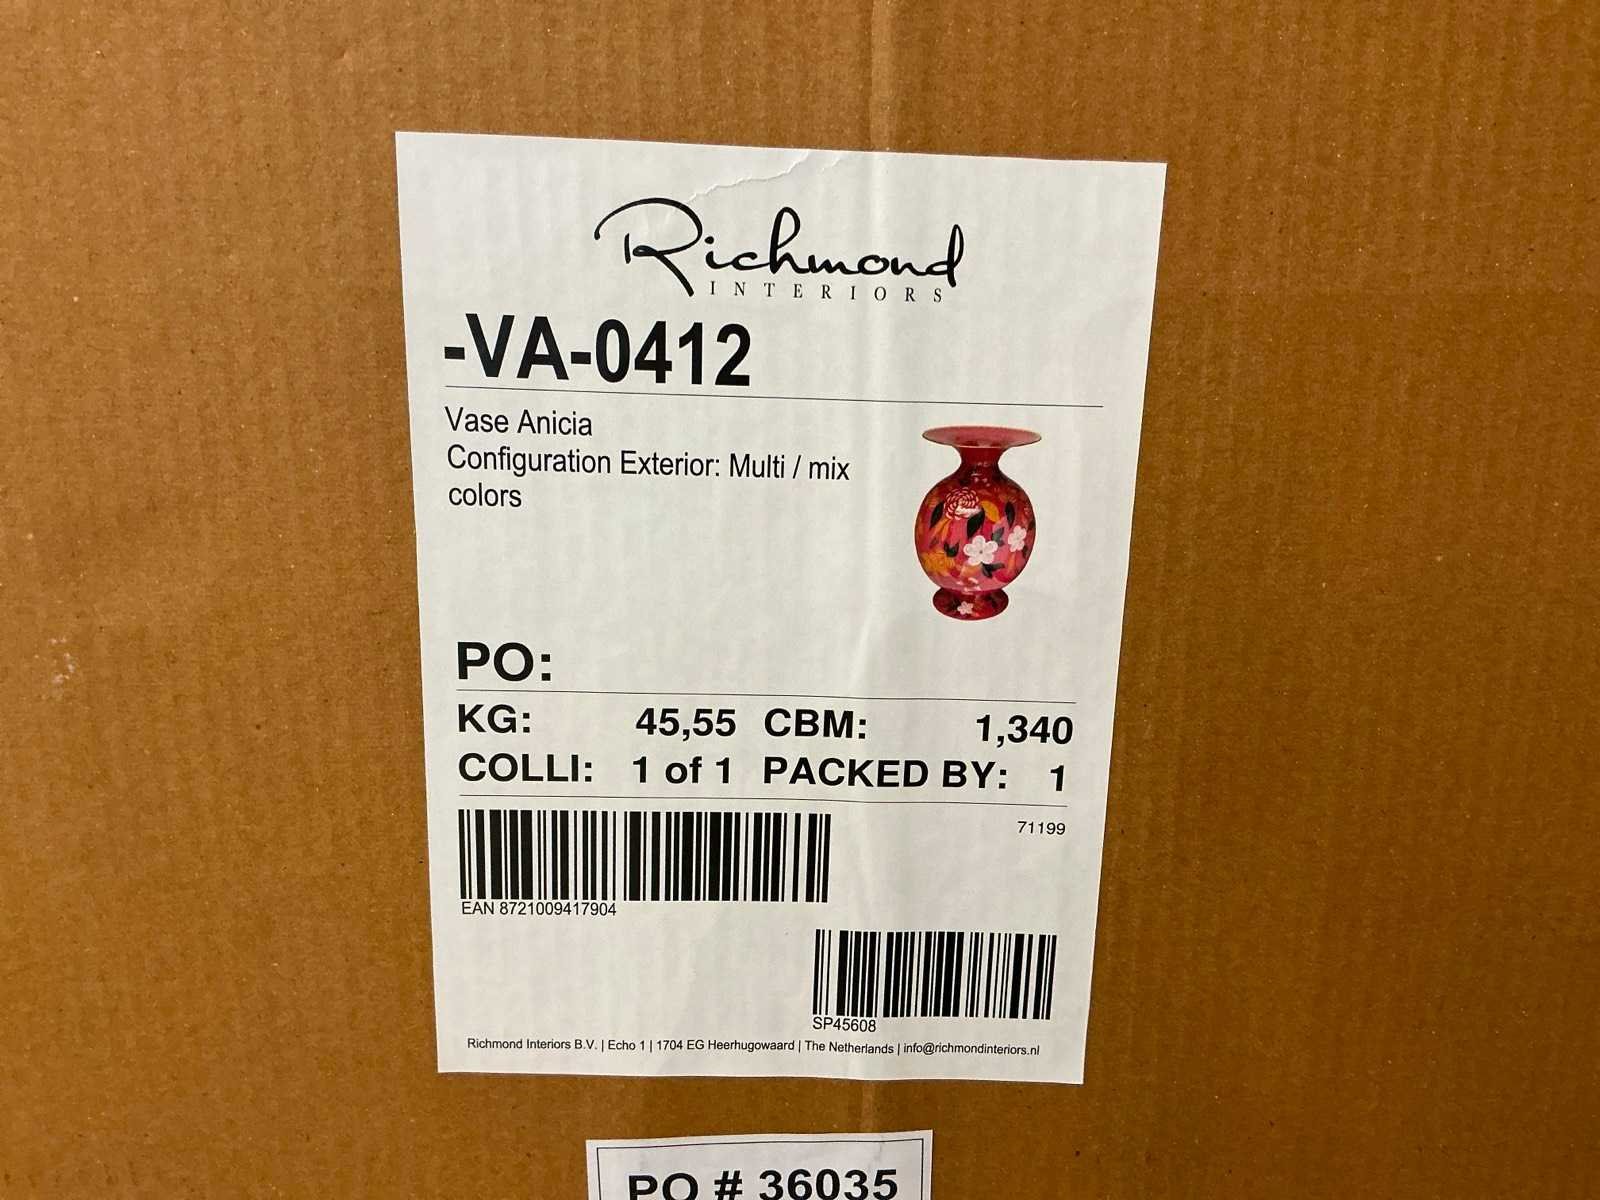 Richmond
INTERIORS
-VA-0412
Vase Anicia
Configuration Exterior: Multi / mix
colors
PO:
KG: 45,55 CBM: 1,340
COLLI: 1 of 1 PACKED BY: 1
71199
EAN 8721009417904
SP45608
Richmond Interiors B.V. | Echo 1 | 1704 EG Heerhugowaard | The Netherlands | info@richmondinteriors.nl
PO # 36035